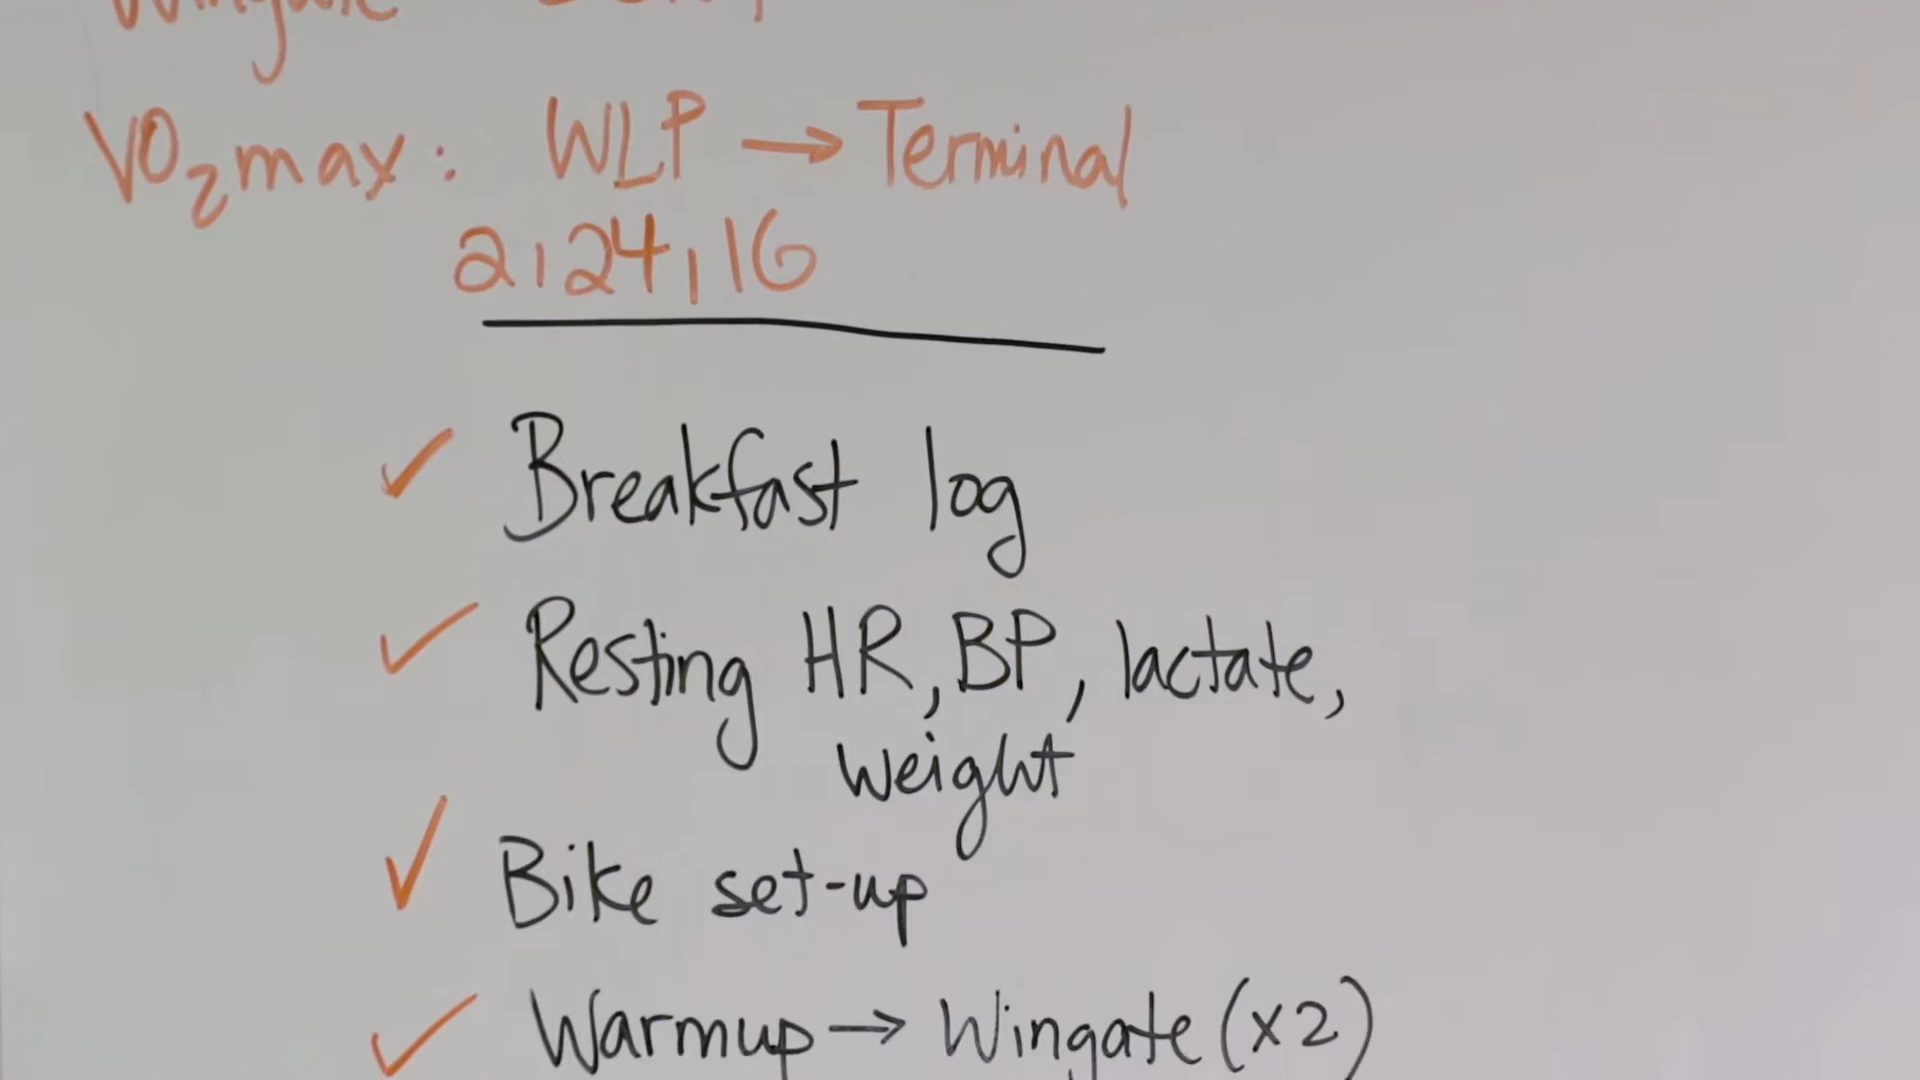 Wingate
VO₂max: WLP → Terminal
2,24,16
✓ Breakfast log
✓ Resting HR, BP, lactate,
weight
✓ Bike set-up
✓ Warmup → Wingate (x2)